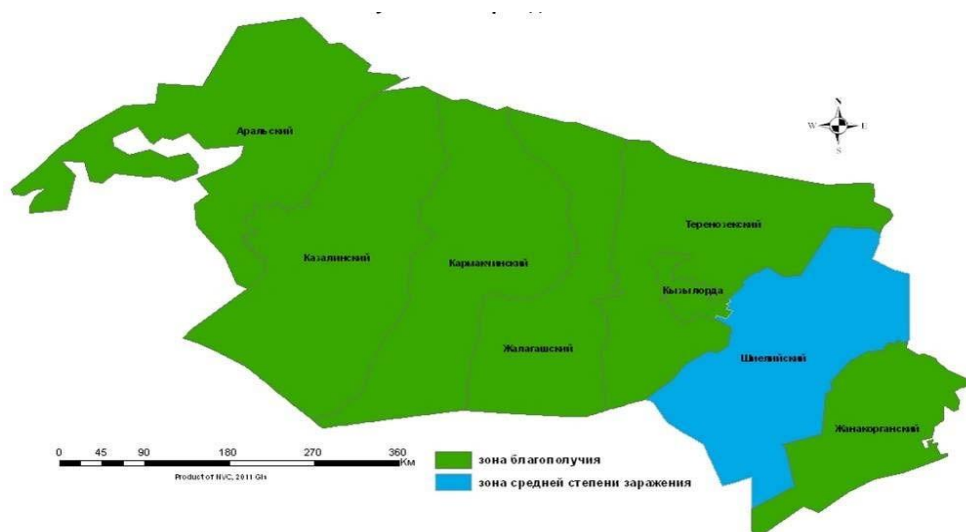 N
W E
S
Аральский
Теренозекский
Казалинский
Кармакчинский
Кызылорда
Жалагашский
Шиелийский
Жанакорганский
0 45 90 180 270 360
Км
Product of NVC, 2011 Gis
зона благополучия
зона средней степени заражения